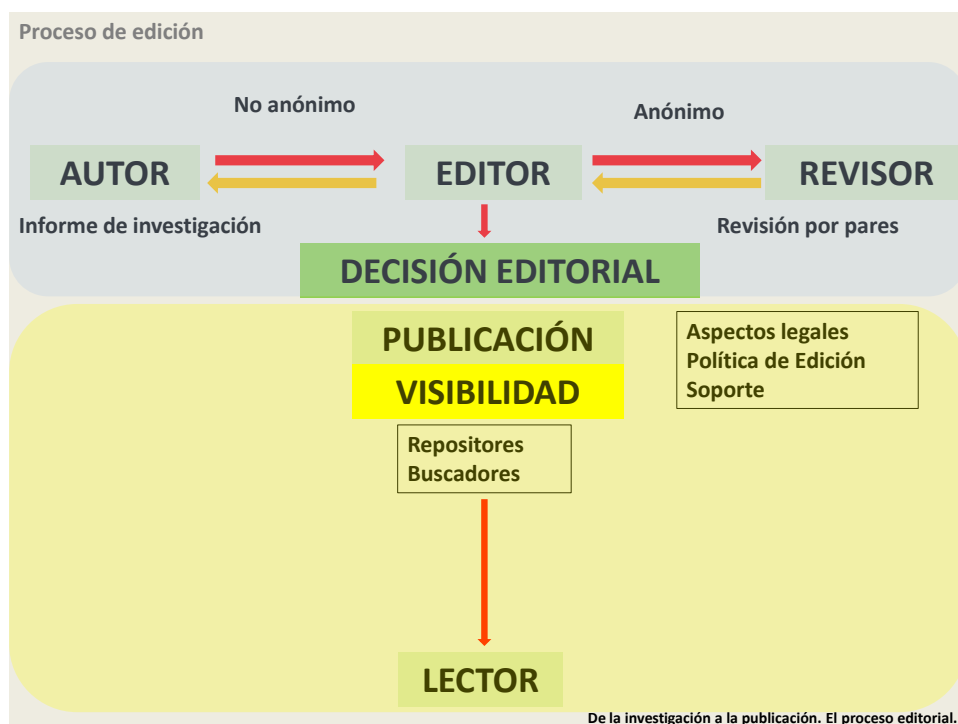 Proceso de edición
No anónimo
Anónimo
AUTOR
EDITOR
REVISOR
Informe de investigación
Revisión por pares
DECISIÓN EDITORIAL
PUBLICACIÓN
VISIBILIDAD
Aspectos legales
Política de Edición
Soporte
Repositores
Buscadores
LECTOR
De la investigación a la publicación. El proceso editorial.